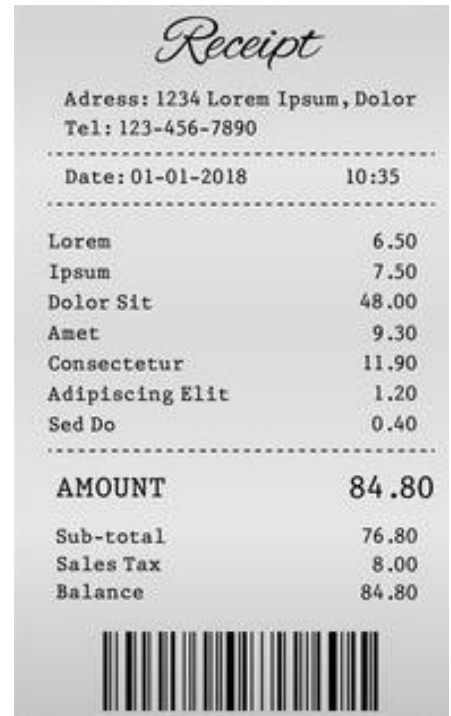 Receipt
Adress: 1234 Lorem Ipsum, Dolor
Tel: 123-456-7890
Date: 01-01-2018 10:35
Lorem 6.50
Ipsum 7.50
Dolor Sit 48.00
Amet 9.30
Consectetur 11.90
Adipiscing Elit 1.20
Sed Do 0.40
AMOUNT 84.80
Sub-total 76.80
Sales Tax 8.00
Balance 84.80